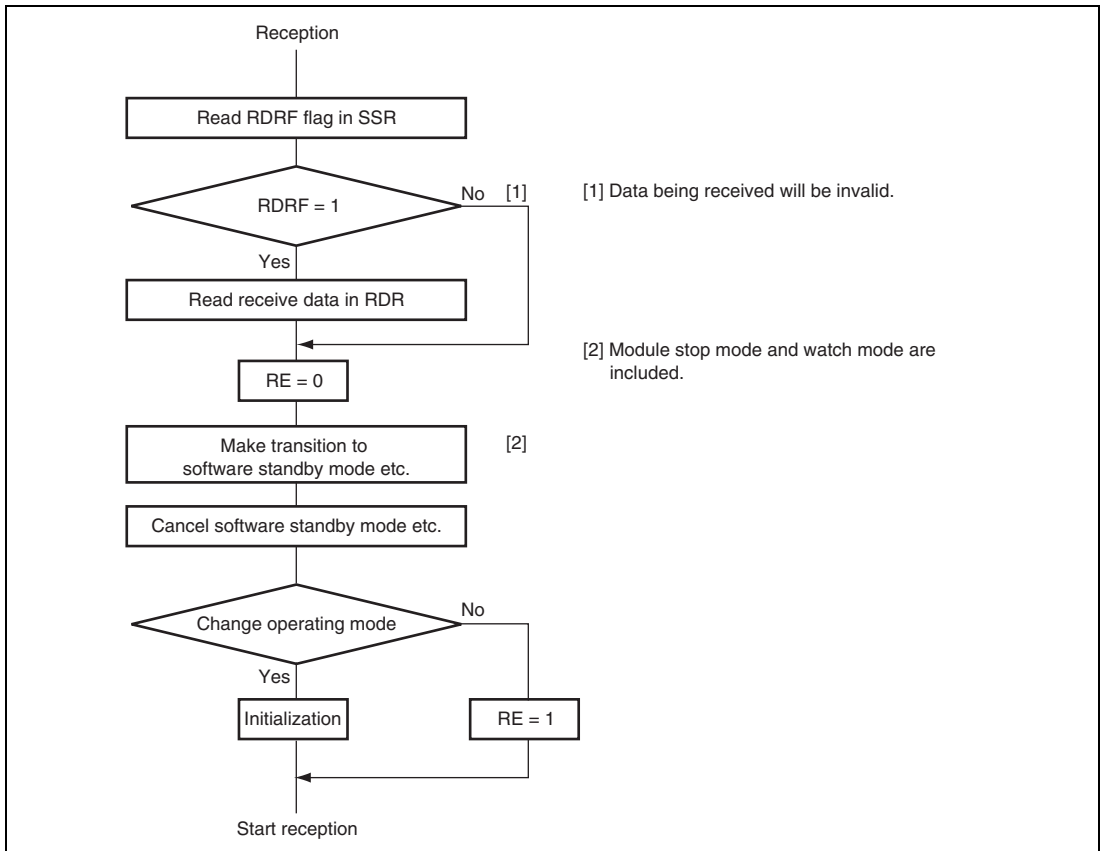 Reception
Read RDRF flag in SSR
No [1]
[1] Data being received will be invalid.
RDRF = 1
Yes
Read receive data in RDR
[2] Module stop mode and watch mode are
included.
RE = 0
Make transition to
software standby mode etc.
[2]
Cancel software standby mode etc.
No
Change operating mode
Yes
Initialization
RE = 1
Start reception